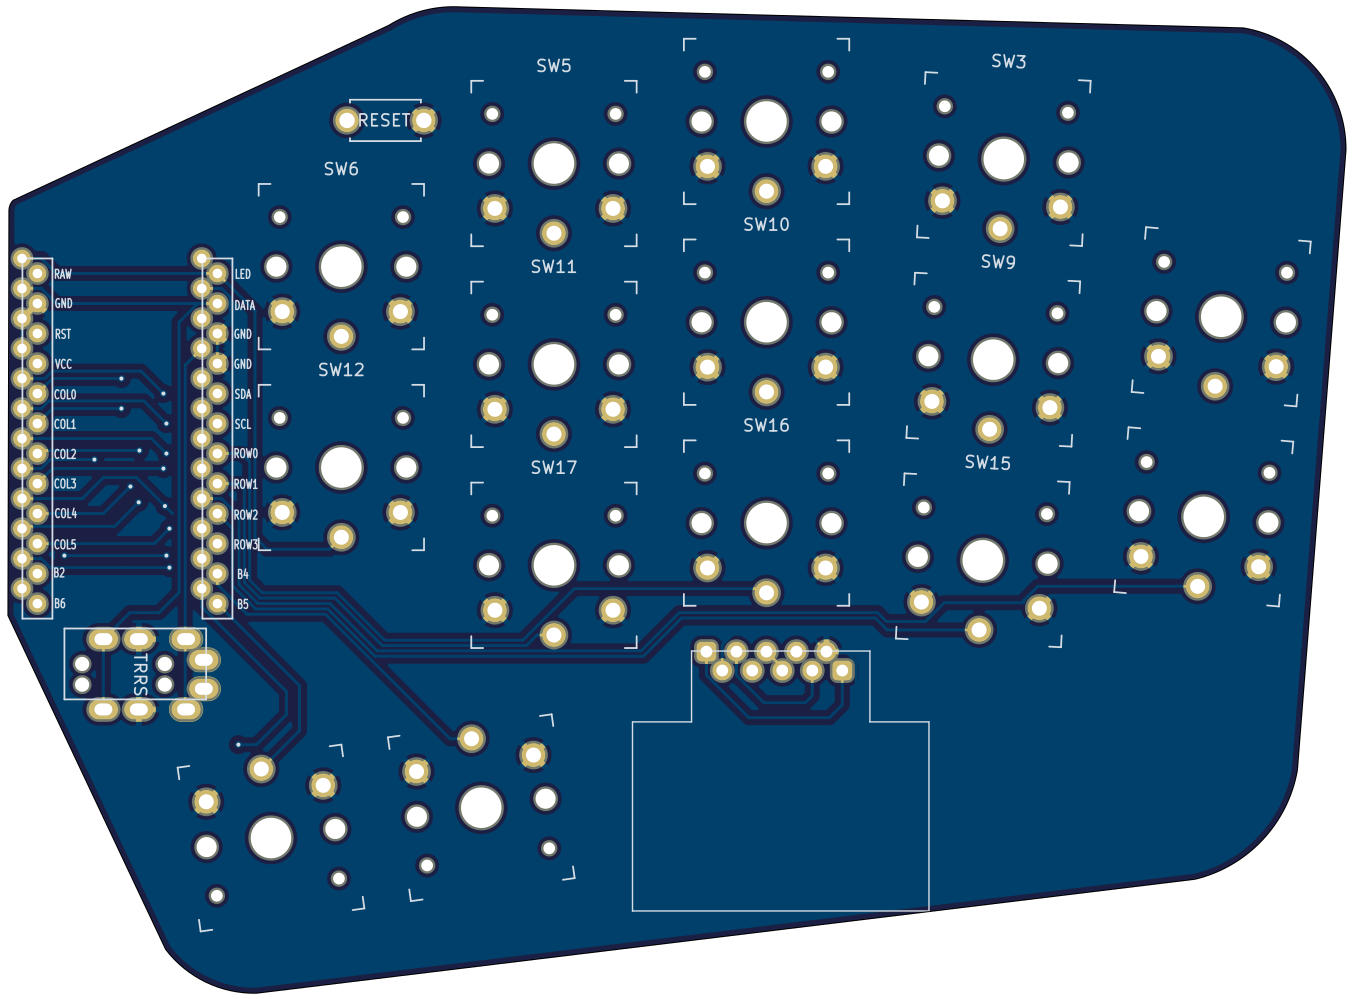 SW5
SW3
RESET
SW6
SW10
SW11
SW9
SW12
SW16
SW17
SW15
RAW
GND
RST
VCC
COL0
COL1
COL2
COL3
COL4
COL5
B2
B6
LED
DATA
GND
GND
SDA
SCL
ROW0
ROW1
ROW2
ROW3
B4
B5
TRRS